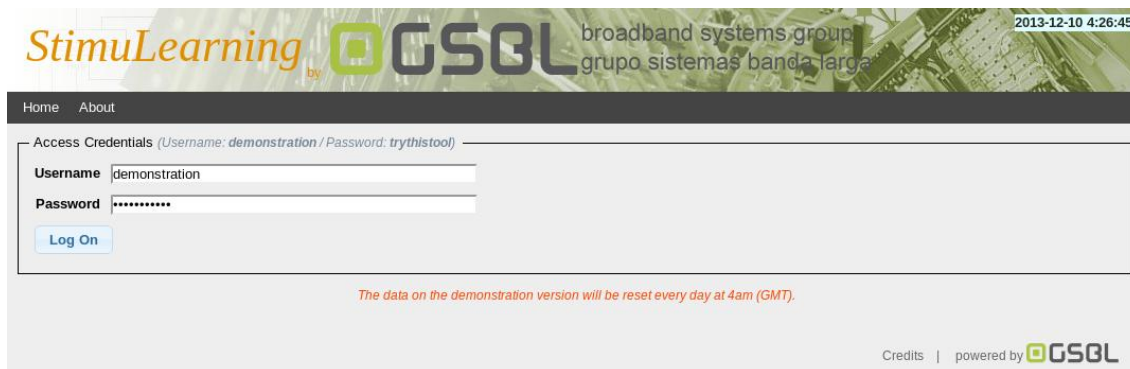 2013-12-10 4:26:45
StimuLearning by GSBL broadband systems group
grupo sistemas banda larga
Home About
Access Credentials (Username: demonstration / Password: trythistool)
Username demonstration
Password •••••••••••
Log On
The data on the demonstration version will be reset every day at 4am (GMT).
Credits | powered by GSBL